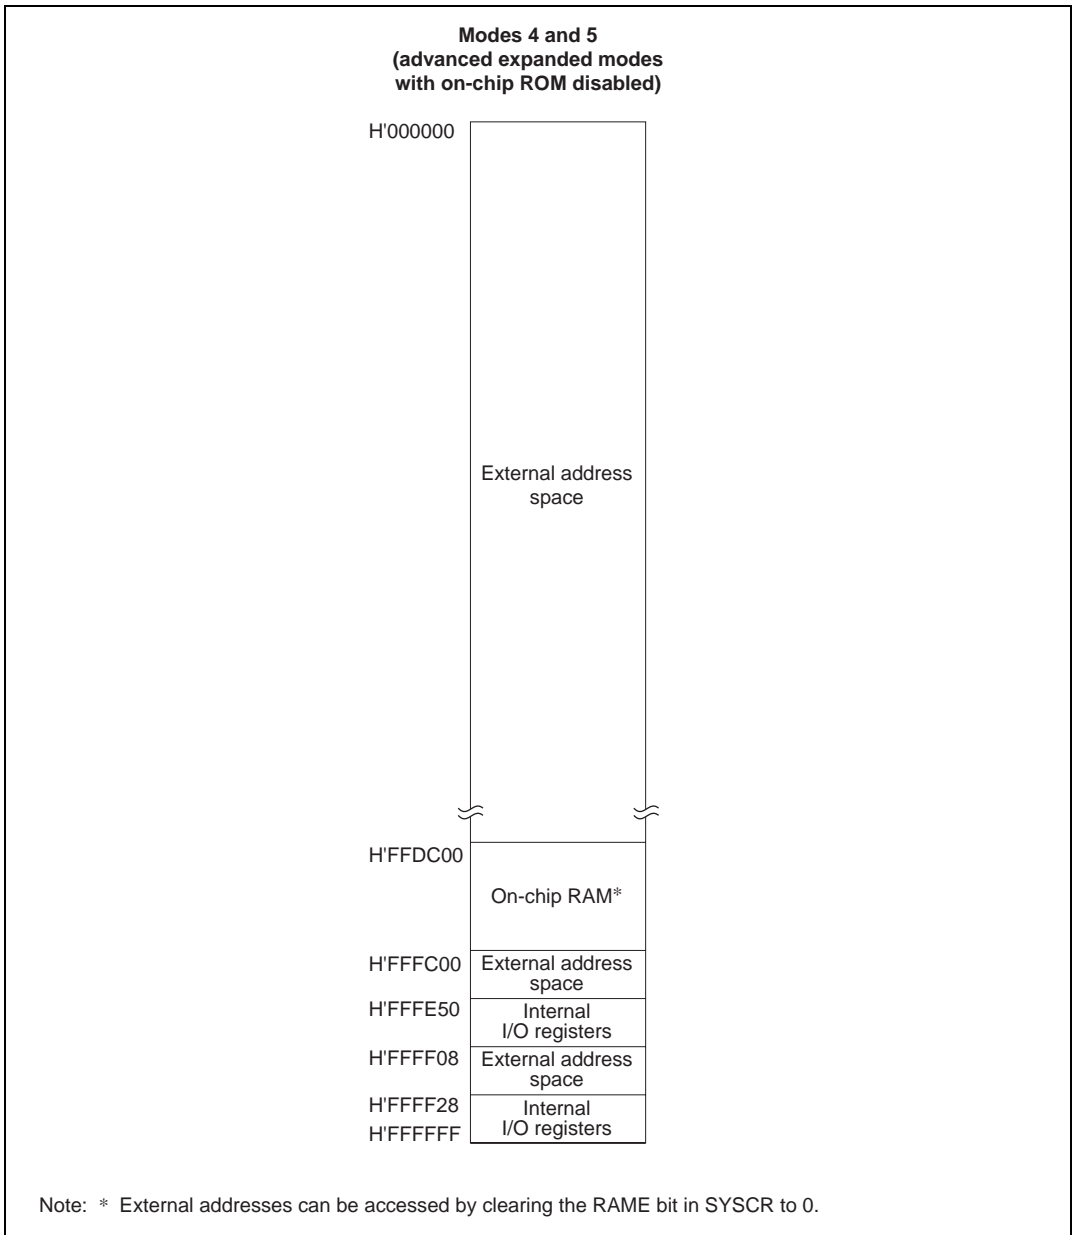 Modes 4 and 5
(advanced expanded modes
with on-chip ROM disabled)
H'000000
External address
space
H'FFDC00
On-chip RAM*
H'FFFC00
External address
space
H'FFFE50
Internal
I/O registers
H'FFFF08
External address
space
H'FFFF28
Internal
I/O registers
H'FFFFFF
Note: * External addresses can be accessed by clearing the RAME bit in SYSCR to 0.